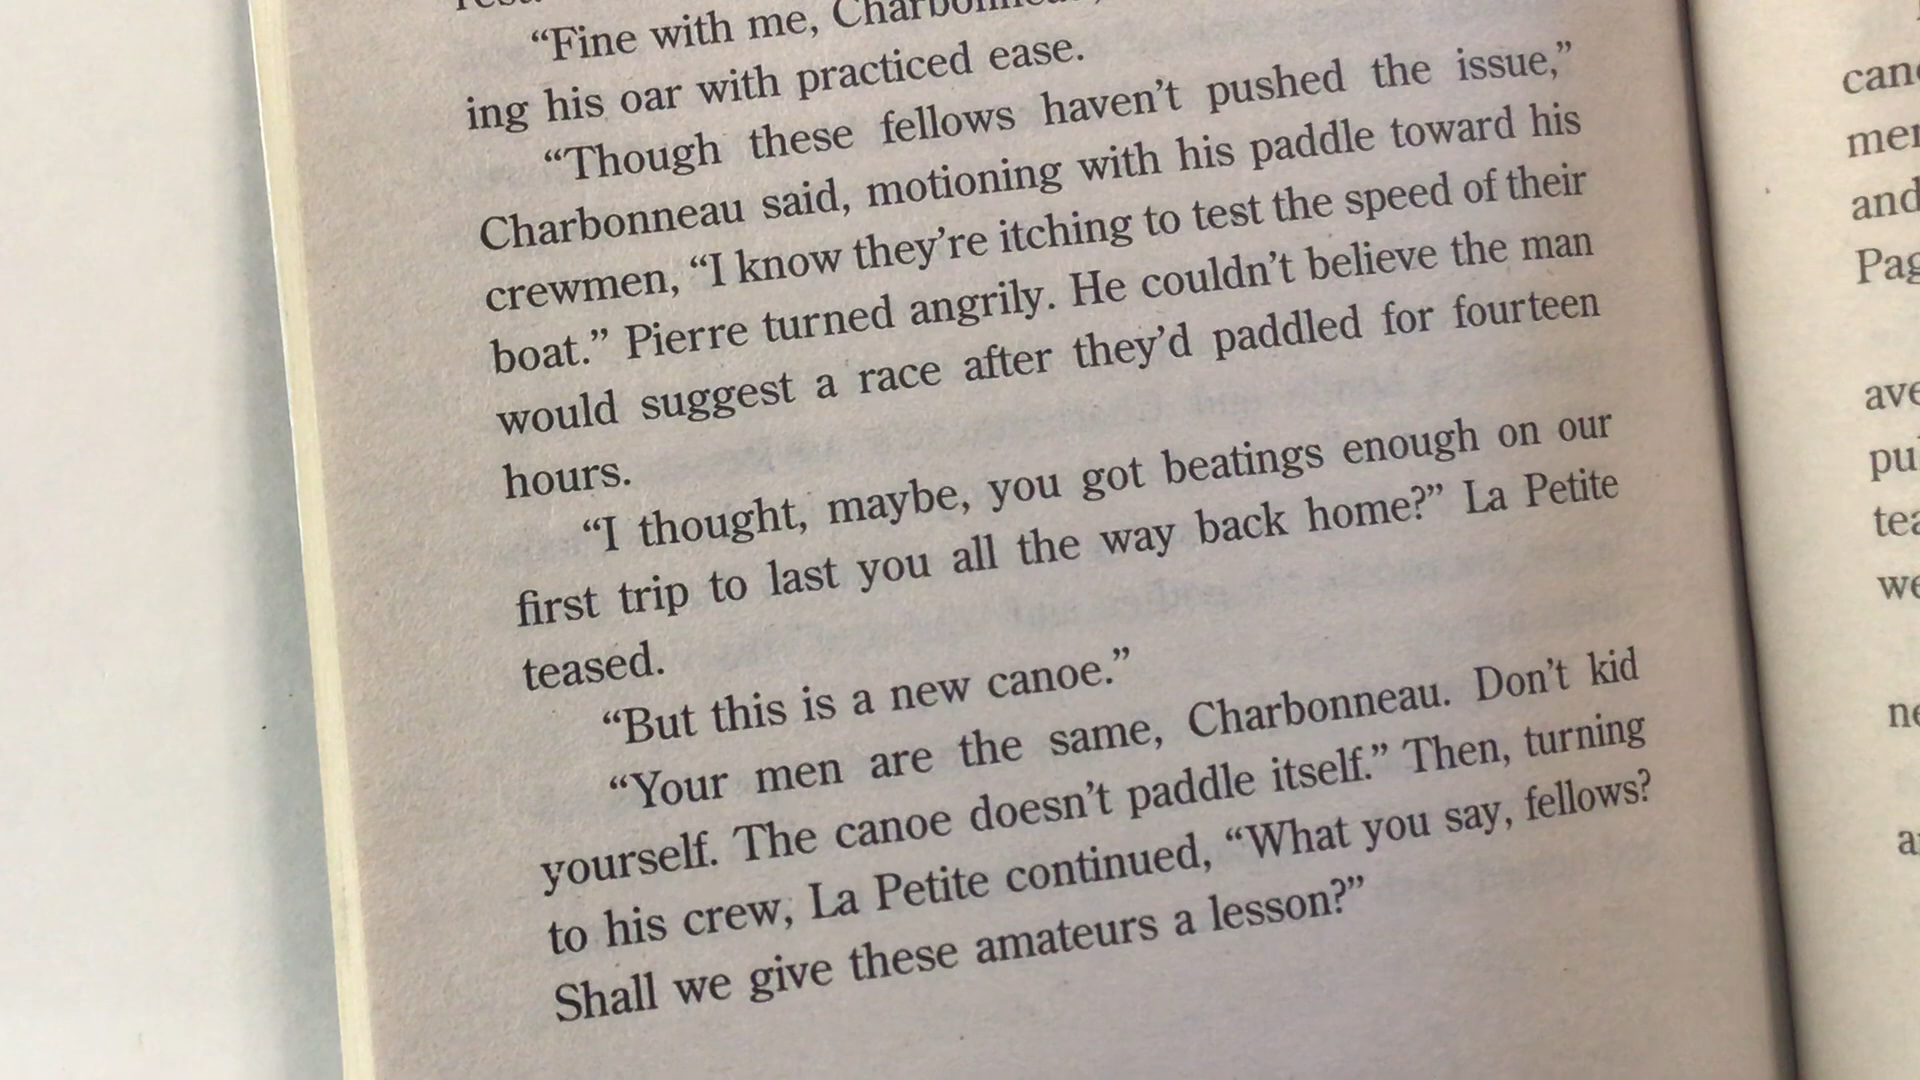 “Fine with me,
ing his oar with practiced ease.
“Though these fellows haven’t pushed the issue,”
Charbonneau said, motioning with his paddle toward his
crewmen, “I know they’re itching to test the speed of their
boat.” Pierre turned angrily. He couldn’t believe the man
would suggest a race after they’d paddled for fourteen
hours.
“I thought, maybe, you got beatings enough on our
first trip to last you all the way back home?” La Petite
teased.
“But this is a new canoe.”
“Your men are the same, Charbonneau. Don’t kid
yourself. The canoe doesn’t paddle itself.” Then, turning
to his crew, La Petite continued, “What you say, fellows?
Shall we give these amateurs a lesson?”
and